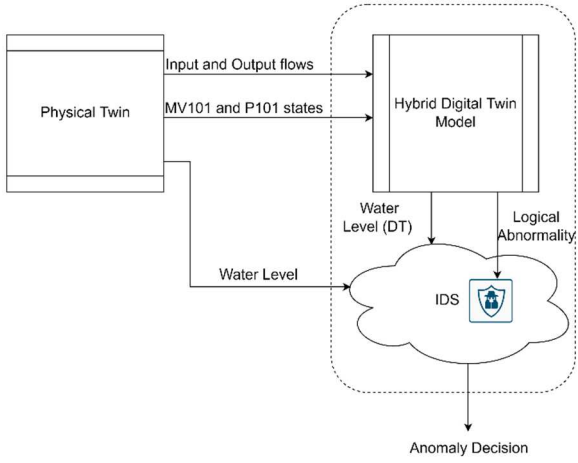 Input and Output flows
Physical Twin
MV101 and P101 states
Hybrid Digital Twin
Model
Water
Level (DT)
Logical
Abnormality
Water Level
IDS
Anomaly Decision